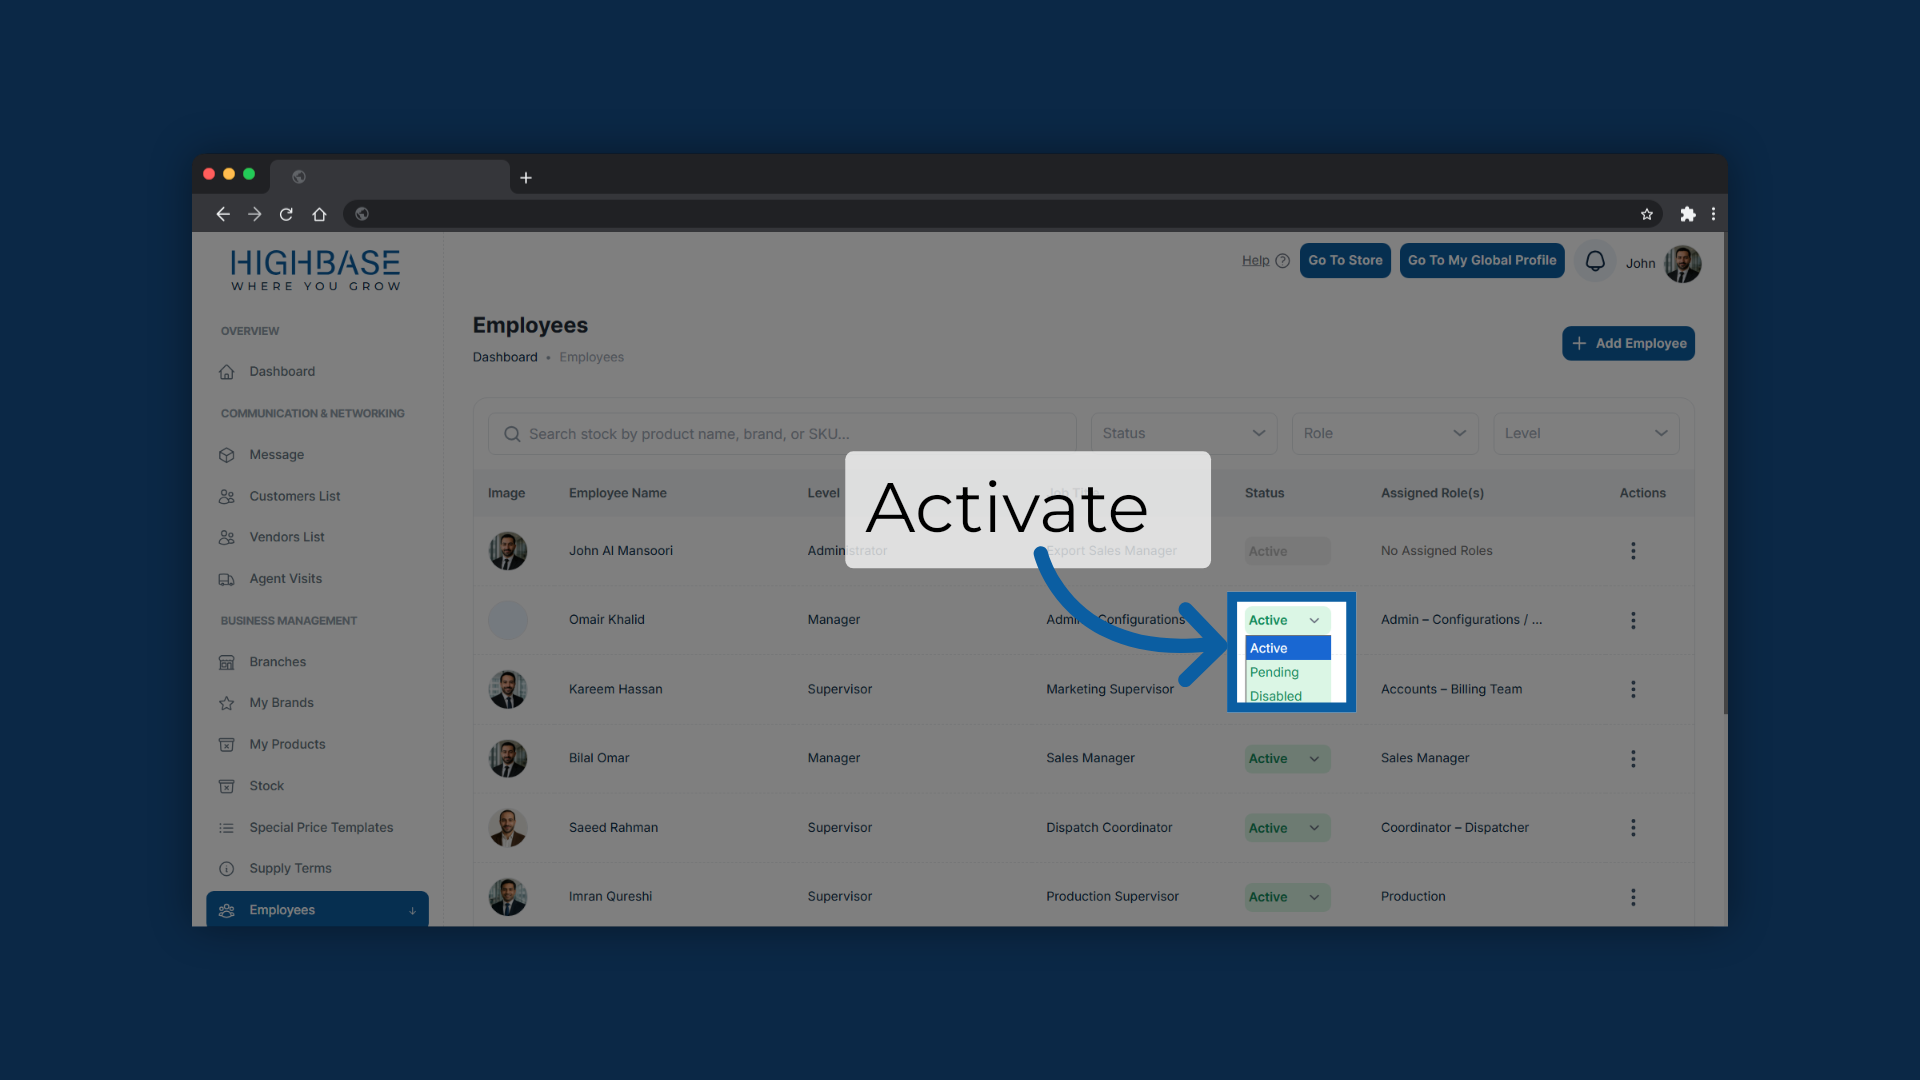 HIGHBASE
WHERE YOU GROW
Help
Go To Store
Go To My Global Profile
John
OVERVIEW
Dashboard
COMMUNICATION & NETWORKING
Message
Customers List
Vendors List
Agent Visits
BUSINESS MANAGEMENT
Branches
My Brands
My Products
Stock
Special Price Templates
Supply Terms
Employees
Employees
Dashboard • Employees
Add Employee
Search stock by product name, brand, or SKU...
Status
Role
Level
Activate
Image Employee Name Level Job Title Status Assigned Role(s) Actions
John Al Mansoori Administrator Export Sales Manager Active No Assigned Roles
Omair Khalid Manager Admin – Configurations Active Admin – Configurations / ...
Active
Pending
Disabled
Kareem Hassan Supervisor Marketing Supervisor Accounts – Billing Team
Bilal Omar Manager Sales Manager Active Sales Manager
Saeed Rahman Supervisor Dispatch Coordinator Active Coordinator – Dispatcher
Imran Qureshi Supervisor Production Supervisor Active Production